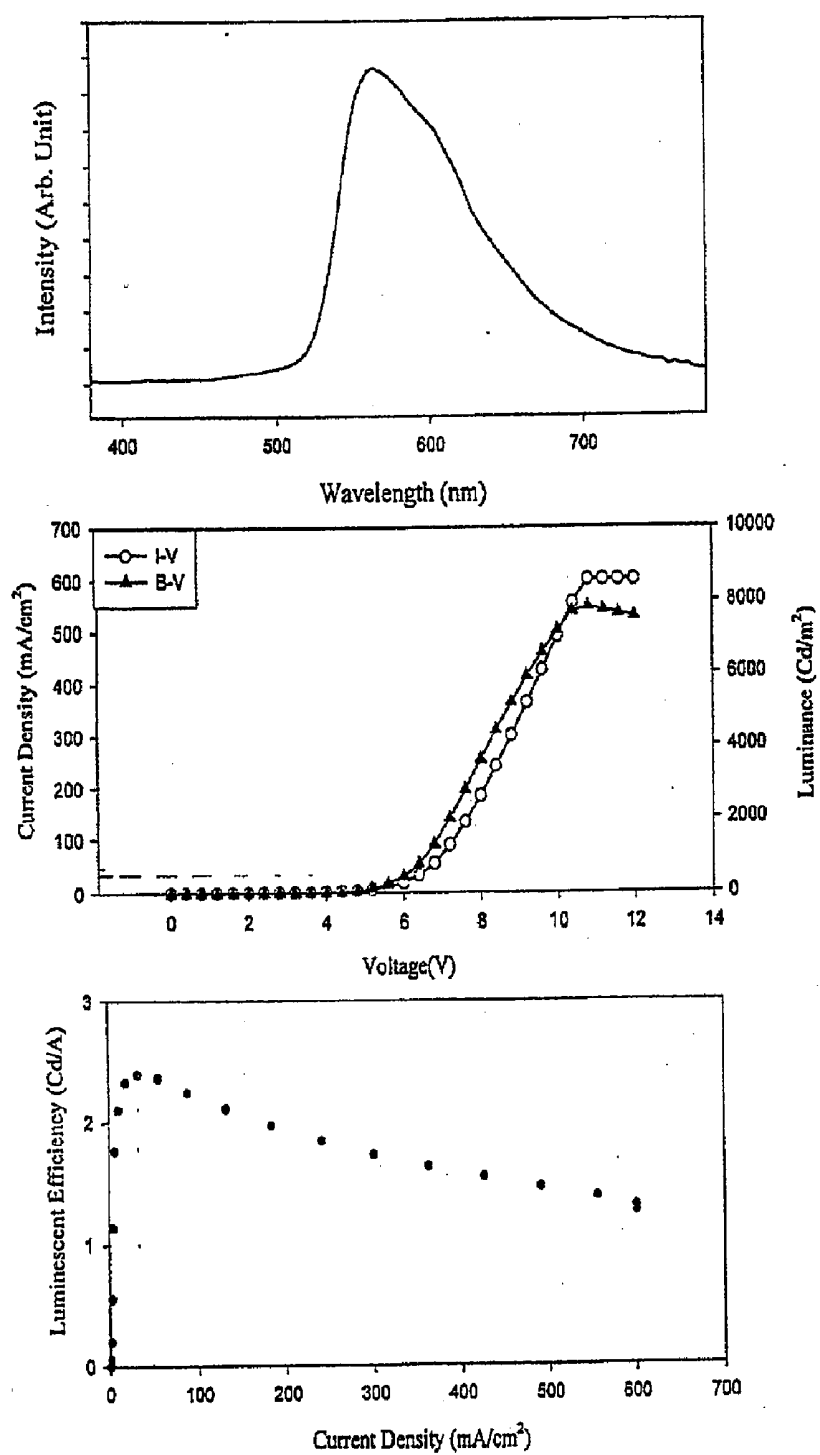 Intensity (Arb. Unit)
400 500 600 700
Wavelength (nm)
I-V
B-V
Current Density (mA/cm²)
700
600
500
400
300
200
100
0
10000
8000
6000
4000
2000
0
Luminance (Cd/m²)
0 2 4 6 8 10 12 14
Voltage(V)
Luminescent Efficiency (Cd/A)
3
2
1
0
0 100 200 300 400 500 600 700
Current Density (mA/cm²)